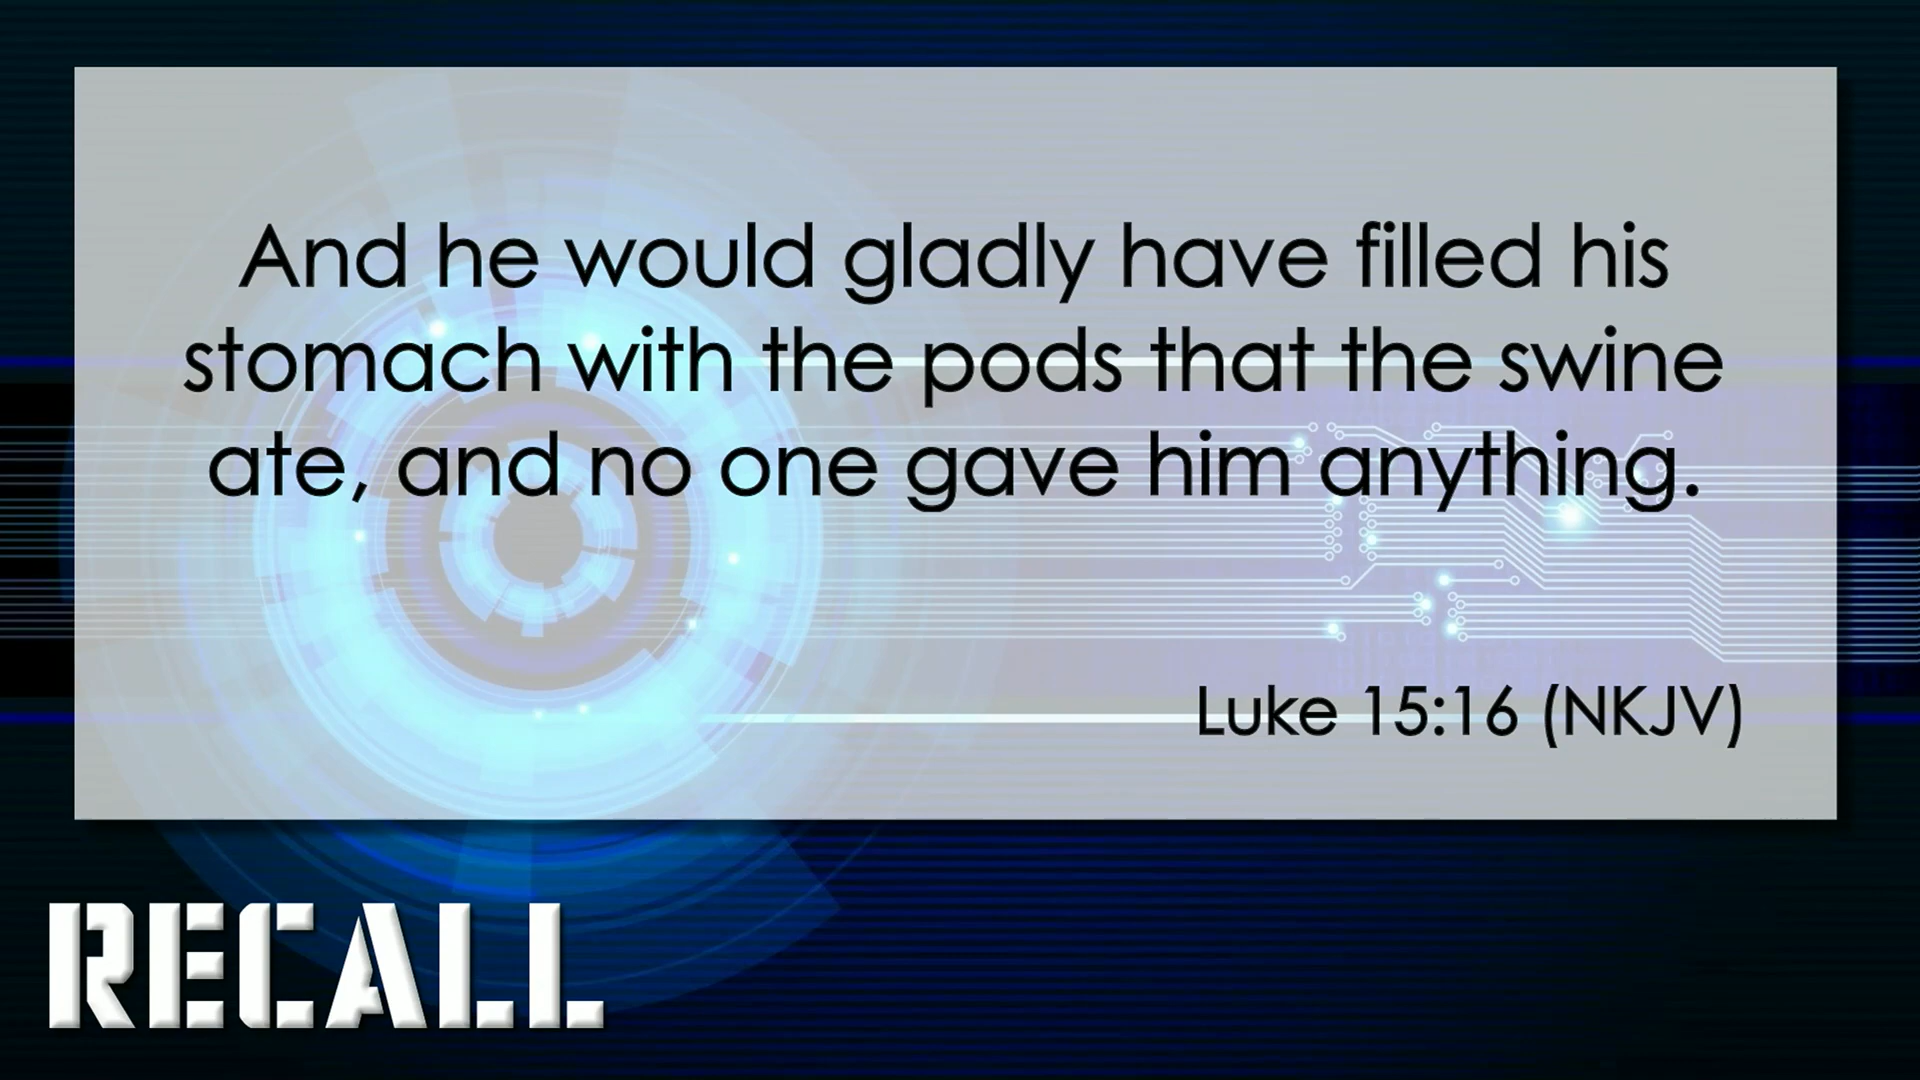 And he would gladly have filled his
stomach with the pods that the swine
ate, and no one gave him anything.
Luke 15:16 (NKJV)
RECALL